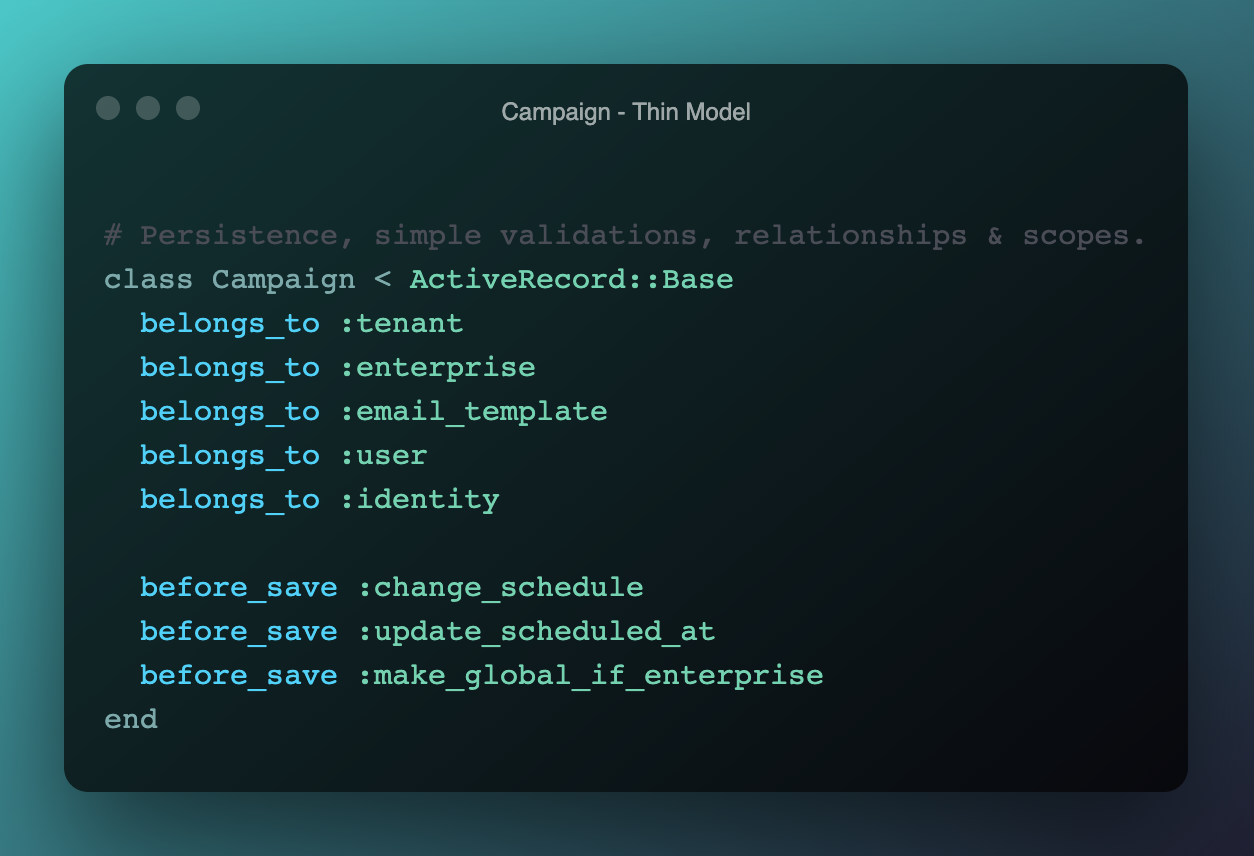 Campaign - Thin Model
# Persistence, simple validations, relationships & scopes.
class Campaign < ActiveRecord::Base
  belongs_to :tenant
  belongs_to :enterprise
  belongs_to :email_template
  belongs_to :user
  belongs_to :identity

  before_save :change_schedule
  before_save :update_scheduled_at
  before_save :make_global_if_enterprise
end